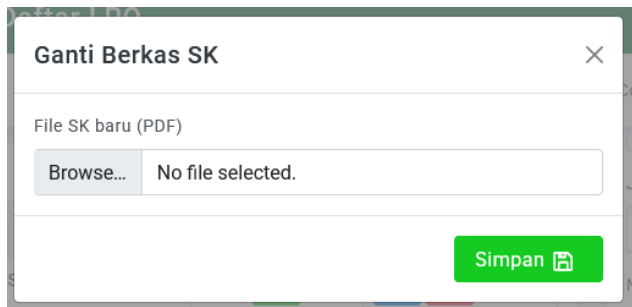 Ganti Berkas SK
File SK baru (PDF)
Browse... No file selected.
Simpan